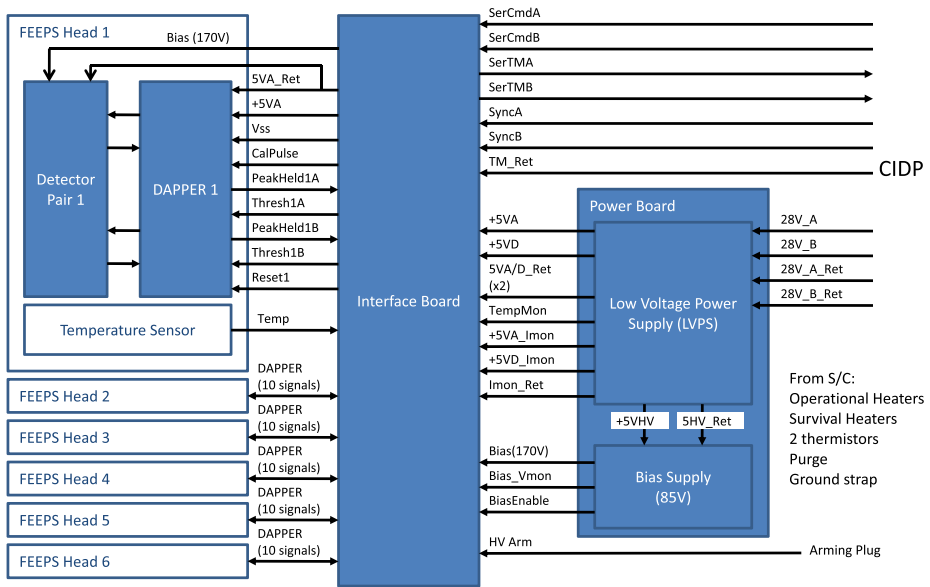 FEEPS Head 1
Bias (170V)
5VA_Ret
+5VA
Vss
CalPulse
PeakHeld1A
Thresh1A
PeakHeld1B
Thresh1B
Reset1
Detector
Pair 1
DAPPER 1
Temperature Sensor
Temp
FEEPS Head 2
DAPPER
(10 signals)
FEEPS Head 3
DAPPER
(10 signals)
FEEPS Head 4
DAPPER
(10 signals)
FEEPS Head 5
DAPPER
(10 signals)
FEEPS Head 6
DAPPER
(10 signals)
Interface Board
SerCmdA
SerCmdB
SerTMA
SerTMB
SyncA
SyncB
TM_Ret
CIDP
Power Board
+5VA
+5VD
5VA/D_Ret
(x2)
TempMon
+5VA_Imon
+5VD_Imon
Imon_Ret
Low Voltage Power
Supply (LVPS)
28V_A
28V_B
28V_A_Ret
28V_B_Ret
+5VHV
5HV_Ret
Bias(170V)
Bias_Vmon
BiasEnable
Bias Supply
(85V)
HV Arm
Arming Plug
From S/C:
Operational Heaters
Survival Heaters
2 thermistors
Purge
Ground strap